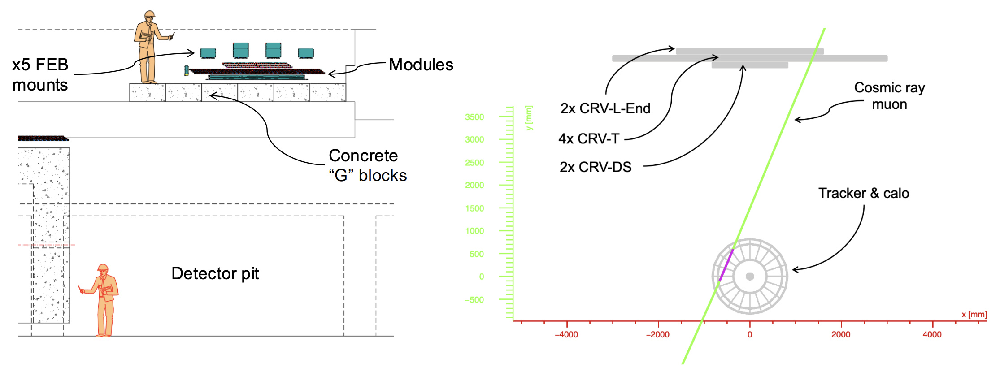 x5 FEB
mounts
Modules
Concrete
“G” blocks
Detector pit
2x CRV-L-End
4x CRV-T
2x CRV-DS
Cosmic ray
muon
Tracker & calo
y [mm]
3500
3000
2500
2000
1500
1000
500
0
−500
x [mm]
−4000
−2000
0
2000
4000